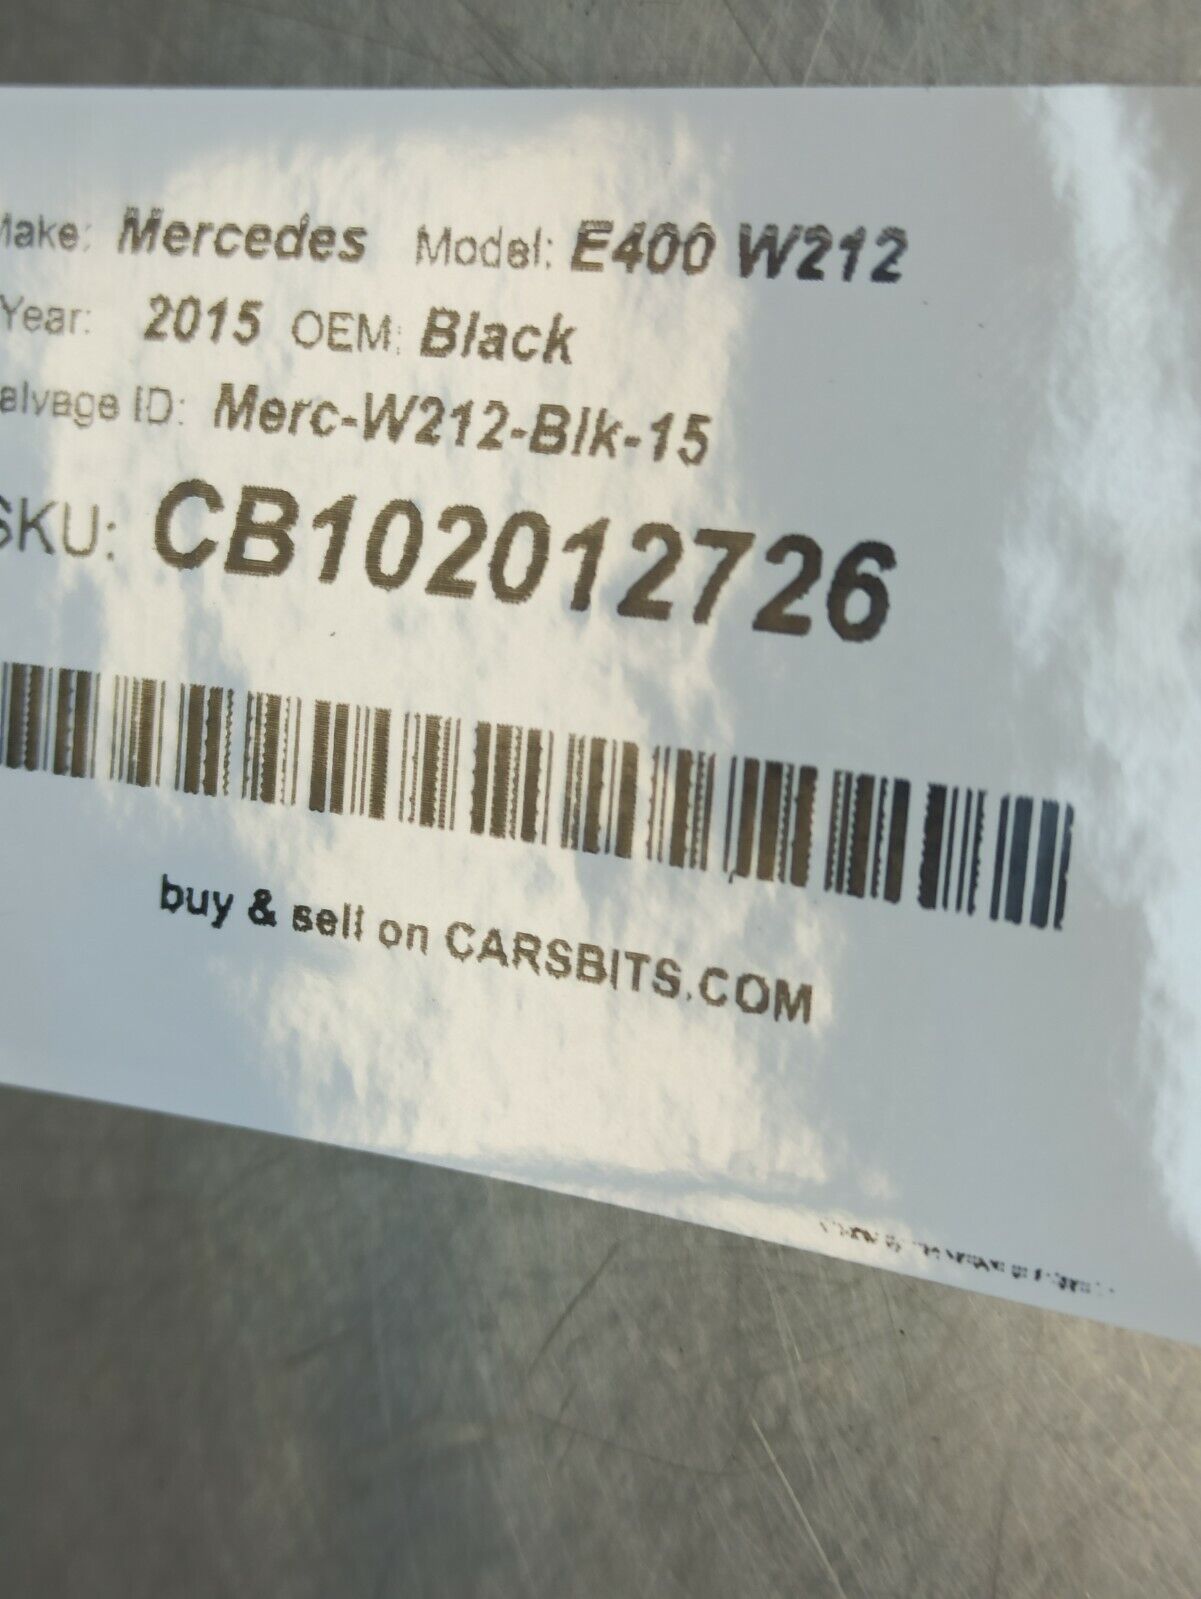 Make: Mercedes Model: E400 W212
Year: 2015 OEM: Black
alvage ID: Merc-W212-Blk-15
SKU: CB102012726
buy & sell on CARSBITS.COM